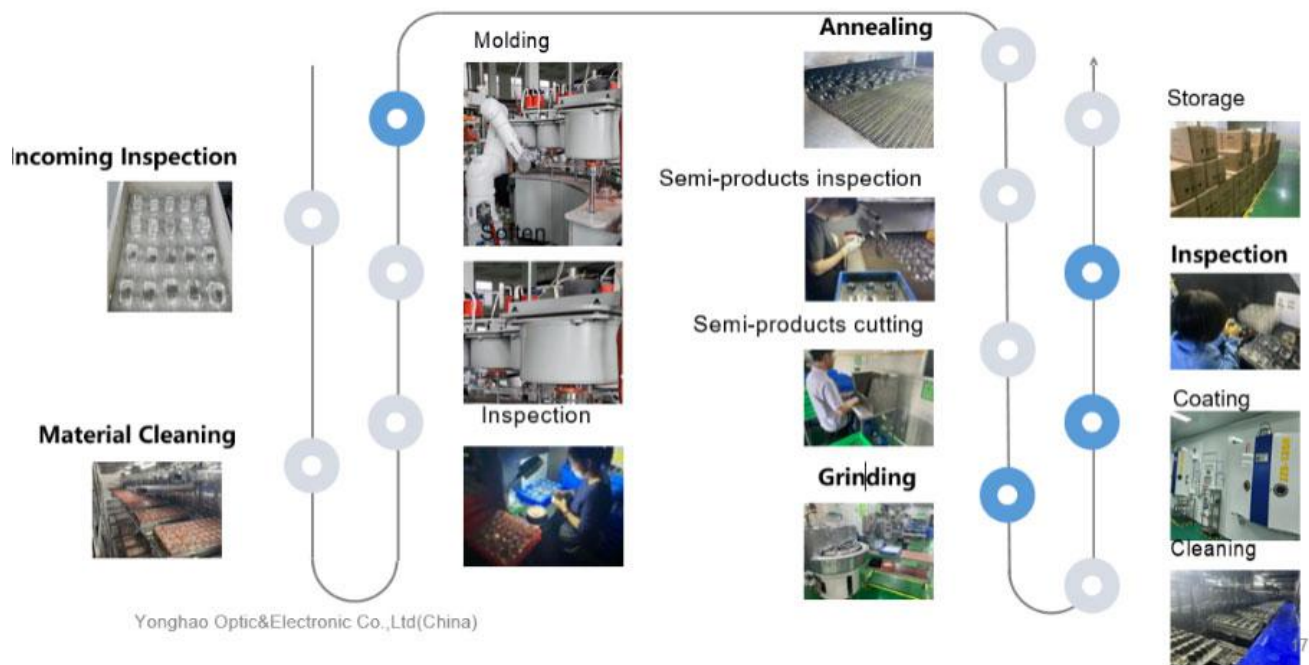 Molding
Annealing
Storage
Incoming Inspection
Semi-products inspection
Soften
Inspection
Semi-products cutting
Coating
Inspection
Material Cleaning
Grinding
Cleaning
Yonghao Optic&Electronic Co.,Ltd(China)
17